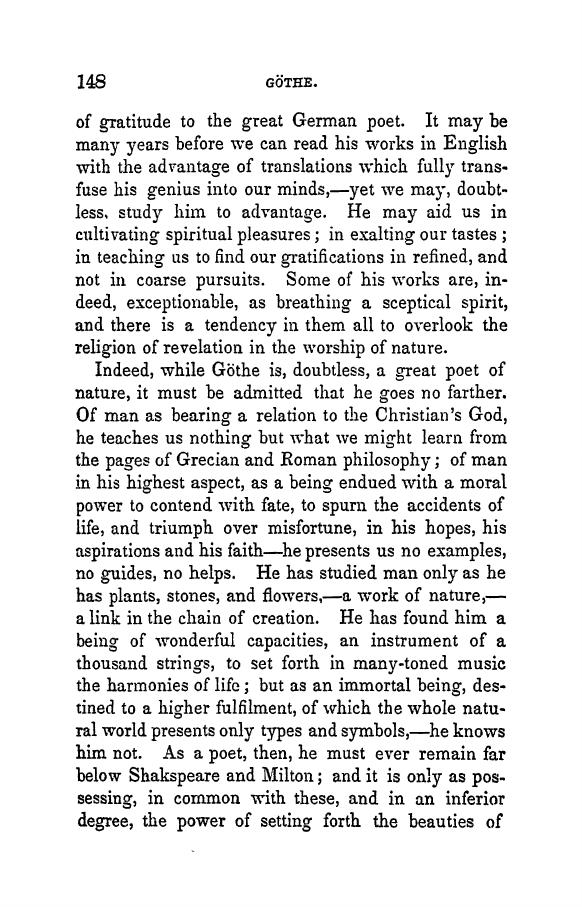 148 GÖTHE.
of gratitude to the great German poet. It may be
many years before we can read his works in English
with the advantage of translations which fully trans-
fuse his genius into our minds,—yet we may, doubt-
less, study him to advantage. He may aid us in
cultivating spiritual pleasures; in exalting our tastes;
in teaching us to find our gratifications in refined, and
not in coarse pursuits. Some of his works are, in-
deed, exceptionable, as breathing a sceptical spirit,
and there is a tendency in them all to overlook the
religion of revelation in the worship of nature.
Indeed, while Göthe is, doubtless, a great poet of
nature, it must be admitted that he goes no farther.
Of man as bearing a relation to the Christian's God,
he teaches us nothing but what we might learn from
the pages of Grecian and Roman philosophy; of man
in his highest aspect, as a being endued with a moral
power to contend with fate, to spurn the accidents of
life, and triumph over misfortune, in his hopes, his
aspirations and his faith—he presents us no examples,
no guides, no helps. He has studied man only as he
has plants, stones, and flowers,—a work of nature,—
a link in the chain of creation. He has found him a
being of wonderful capacities, an instrument of a
thousand strings, to set forth in many-toned music
the harmonies of life; but as an immortal being, des-
tined to a higher fulfilment, of which the whole natu-
ral world presents only types and symbols,—he knows
him not. As a poet, then, he must ever remain far
below Shakspeare and Milton; and it is only as pos-
sessing, in common with these, and in an inferior
degree, the power of setting forth the beauties of